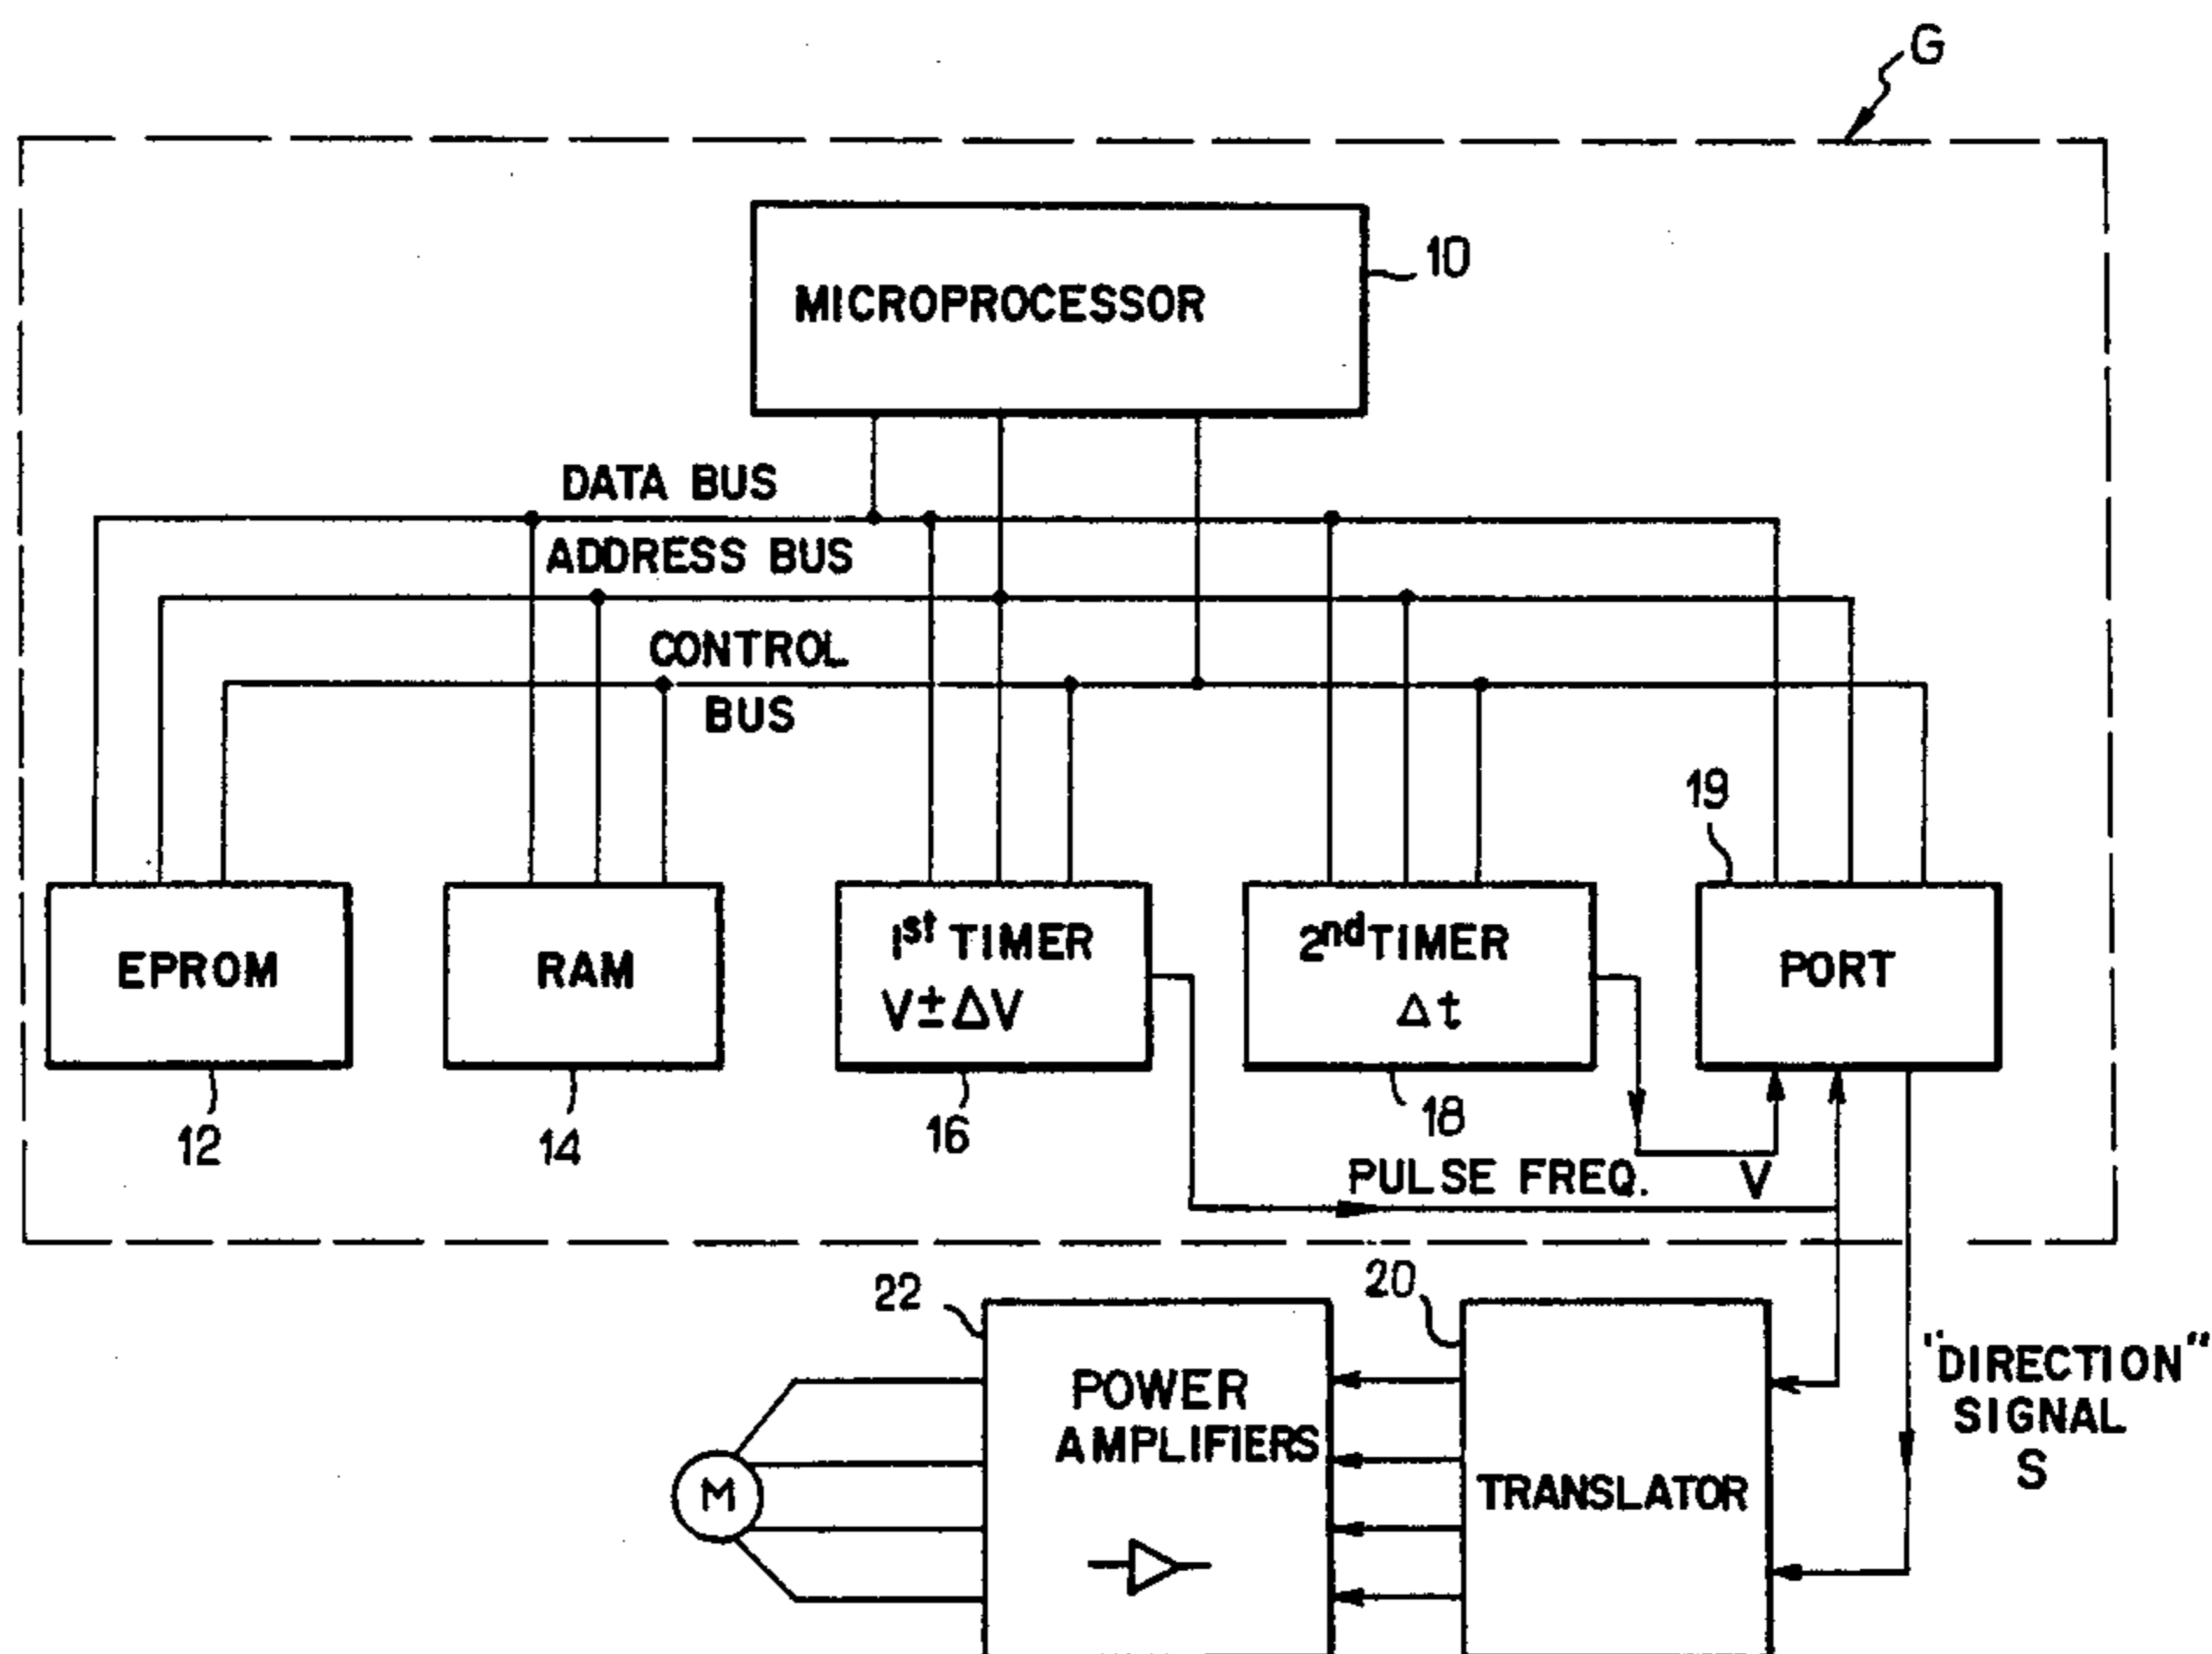 G
MICROPROCESSOR
10
DATA BUS
ADDRESS BUS
CONTROL
BUS
19
EPROM
RAM
1st TIMER
V±ΔV
2nd TIMER
Δt
PORT
12
14
16
18
PULSE FREQ. V
22
20
POWER
AMPLIFIERS
TRANSLATOR
"DIRECTION"
SIGNAL
S
M